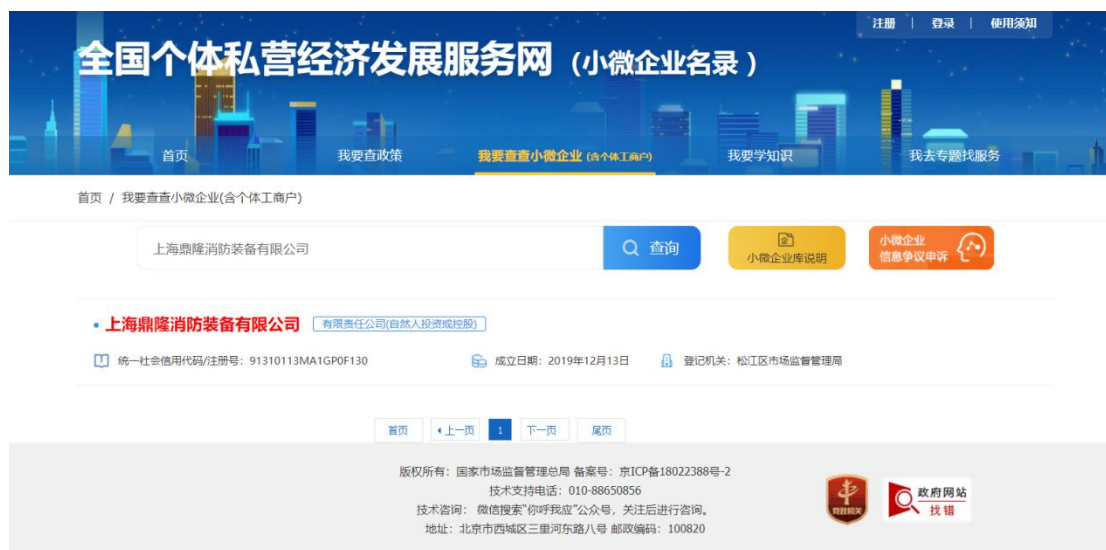 注册 | 登录 | 使用须知
全国个体私营经济发展服务网（小微企业名录）
首页 我要查政策 我要查查小微企业 (含个体工商户) 我要学知识 我去专题找服务
首页 / 我要查查小微企业(含个体工商户)
上海鼎隆消防装备有限公司 查询 小微企业库说明 小微企业
信息争议申诉
上海鼎隆消防装备有限公司 有限责任公司(自然人投资或控股)
统一社会信用代码/注册号：91310113MA1GP0F130 成立日期：2019年12月13日 登记机关：松江区市场监督管理局
首页 上一页 1 下一页 尾页
版权所有：国家市场监督管理总局 备案号：京ICP备18022388号-2
技术支持电话：010-88650856
技术咨询： 微信搜索“你呼我应”公众号，关注后进行咨询。
地址：北京市西城区三里河东路八号 邮政编码：100820
党政机关
政府网站
找错